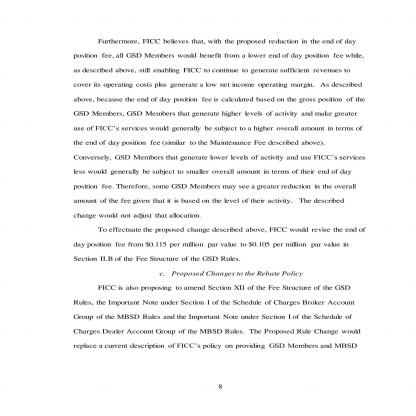 Furthermore, FICC believes that, with the proposed reduction in the end of day
position fee, all GSD Members would benefit from a lower end of day position fee while,
as described above, still enabling FICC to continue to generate sufficient revenues to
cover its operating costs plus generate a low net income operating margin. As described
above, because the end of day position fee is calculated based on the gross position of the
GSD Members, GSD Members that generate higher levels of activity and make greater
use of FICC's services would generally be subject to a higher overall amount in terms of
the end of day position fee (similar to the Maintenance Fee described above).
Conversely, GSD Members that generate lower levels of activity and use FICC's services
less would generally be subject to smaller overall amount in terms of their end of day
position fee. Therefore, some GSD Members may see a greater reduction in the overall
amount of the fee given that it is based on the level of their activity. The described
change would not adjust that allocation.
To effectuate the proposed change described above, FICC would revise the end of
day position fee from $0.115 per million par value to $0.105 per million par value in
Section II.B of the Fee Structure of the GSD Rules.
c. Proposed Changes to the Rebate Policy
FICC is also proposing to amend Section XII of the Fee Structure of the GSD
Rules, the Important Note under Section I of the Schedule of Charges Broker Account
Group of the MBSD Rules and the Important Note under Section I of the Schedule of
Charges Dealer Account Group of the MBSD Rules. The Proposed Rule Change would
replace a current description of FICC's policy on providing GSD Members and MBSD
8